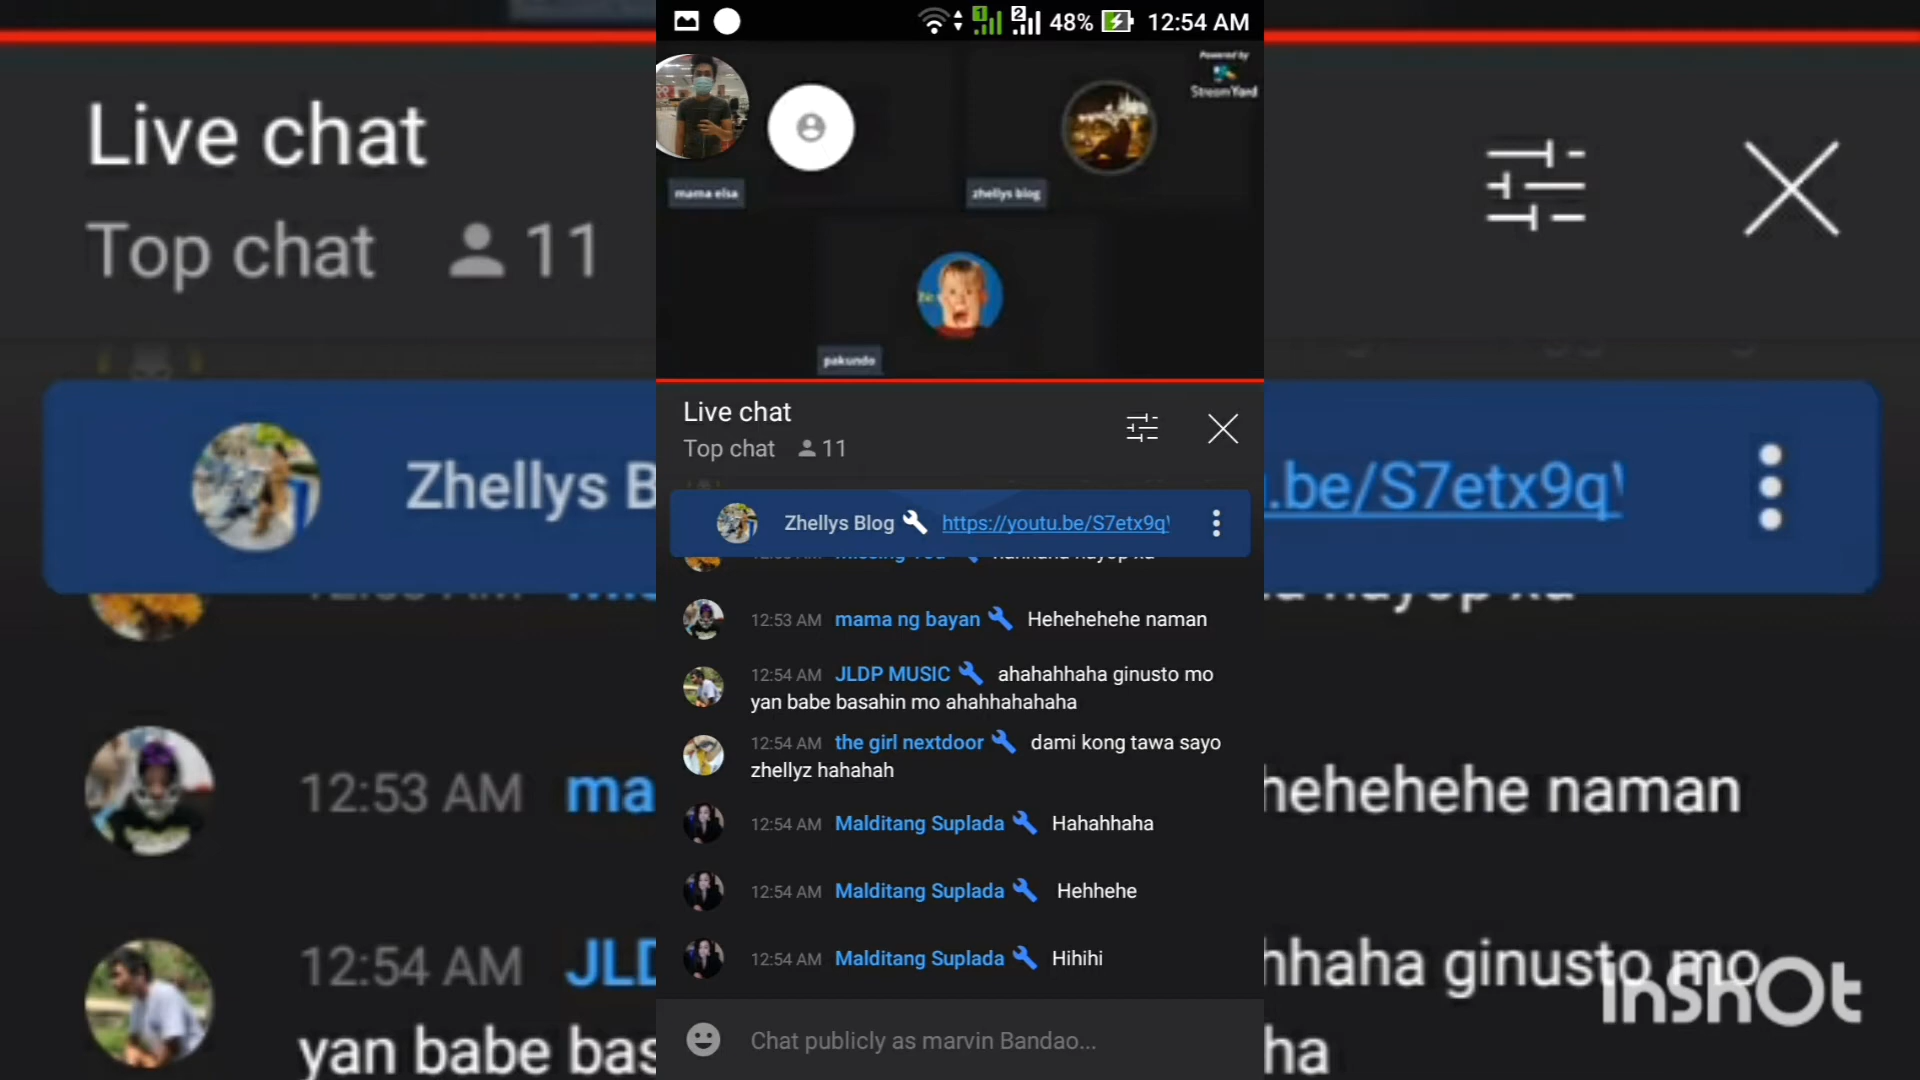 48% 12:54 AM
Powered by
StreamYard
mama elsa
zhellys blog
pakundo
Live chat
Top chat 11
Zhellys Blog https://youtu.be/S7etx9q
12:53 AM mama ng bayan Hehehehehe naman
12:54 AM JLDP MUSIC ahahahhaha ginusto mo
yan babe basahin mo ahahhahahaha
12:54 AM the girl nextdoor dami kong tawa sayo
zhellyz hahahah
12:54 AM Malditang Suplada Hahahhaha
12:54 AM Malditang Suplada Hehhehe
12:54 AM Malditang Suplada Hihihi
Chat publicly as marvin Bandao...
Live chat
Top chat 11
Zhellys B
.be/S7etx9q
12:53 AM ma
hehehehe naman
12:54 AM JLD
hhaha ginusto mo
yan babe bas
ha
InShOt